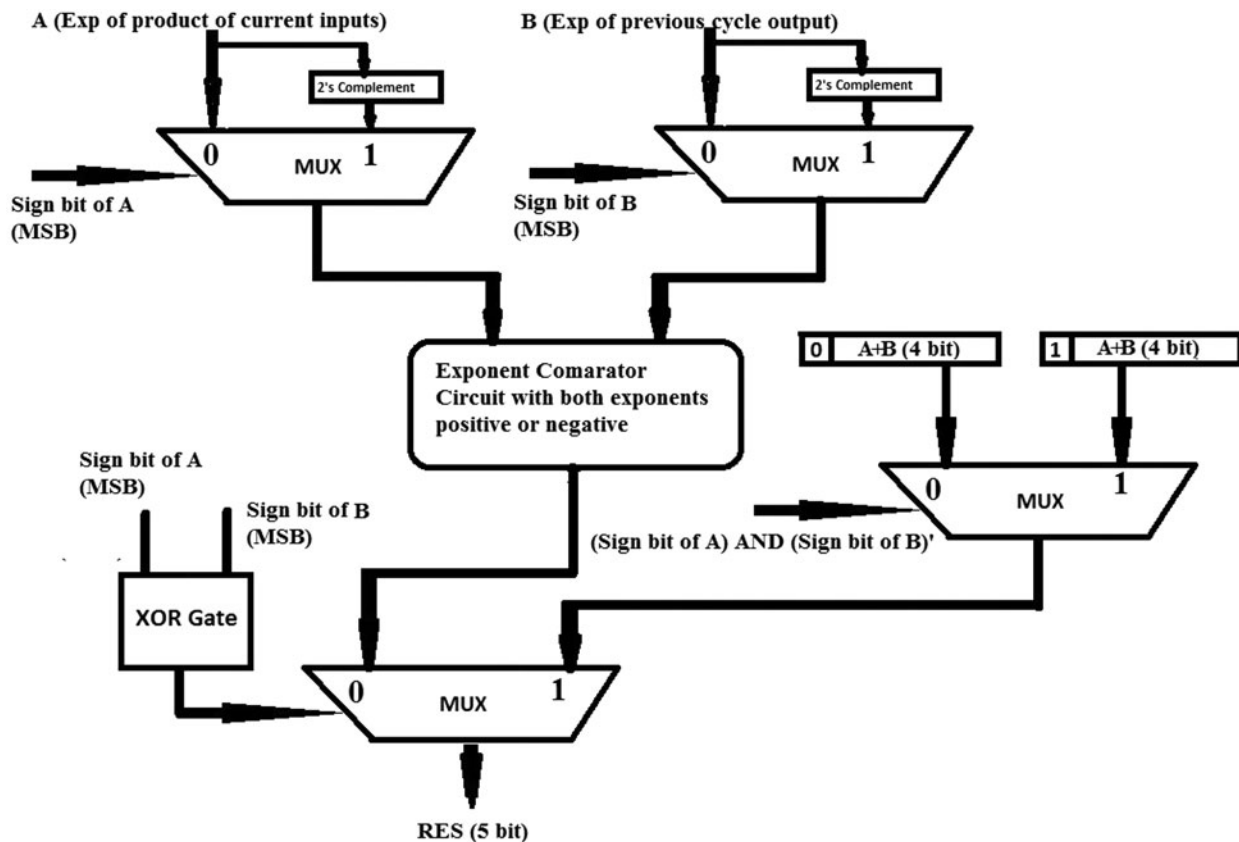 A (Exp of product of current inputs)
B (Exp of previous cycle output)
2's Complement
2's Complement
0
1
MUX
0
1
MUX
Sign bit of A
(MSB)
Sign bit of B
(MSB)
0
A+B (4 bit)
1
A+B (4 bit)
Exponent Comarator
Circuit with both exponents
positive or negative
Sign bit of A
(MSB)
Sign bit of B
(MSB)
0
1
MUX
(Sign bit of A) AND (Sign bit of B)'
XOR Gate
0
1
MUX
RES (5 bit)